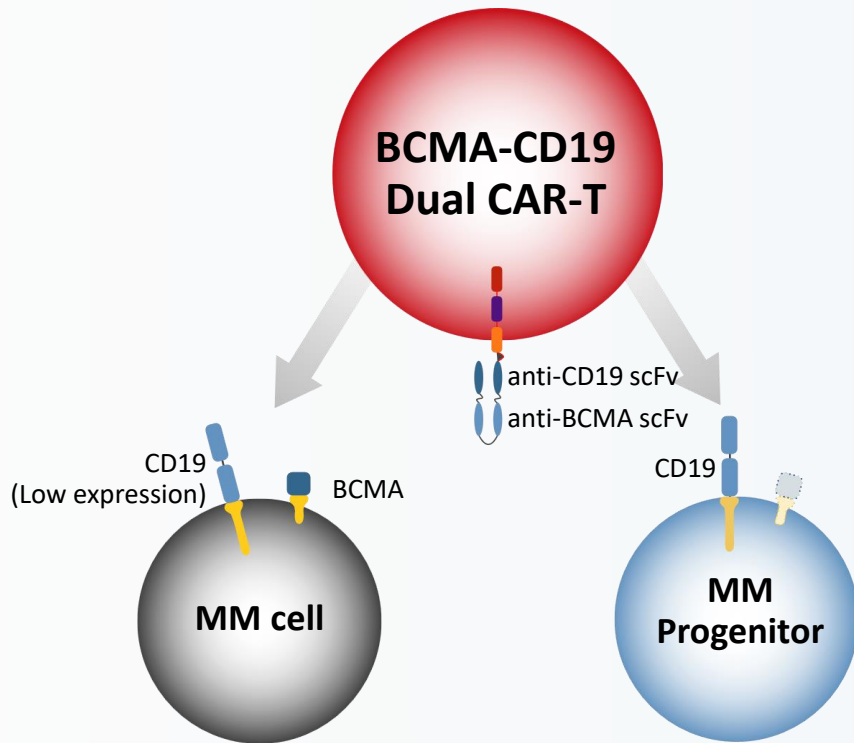 BCMA-CD19
Dual CAR-T
anti-CD19 scFv
anti-BCMA scFv
CD19
(Low expression)
BCMA
CD19
MM cell
MM
Progenitor